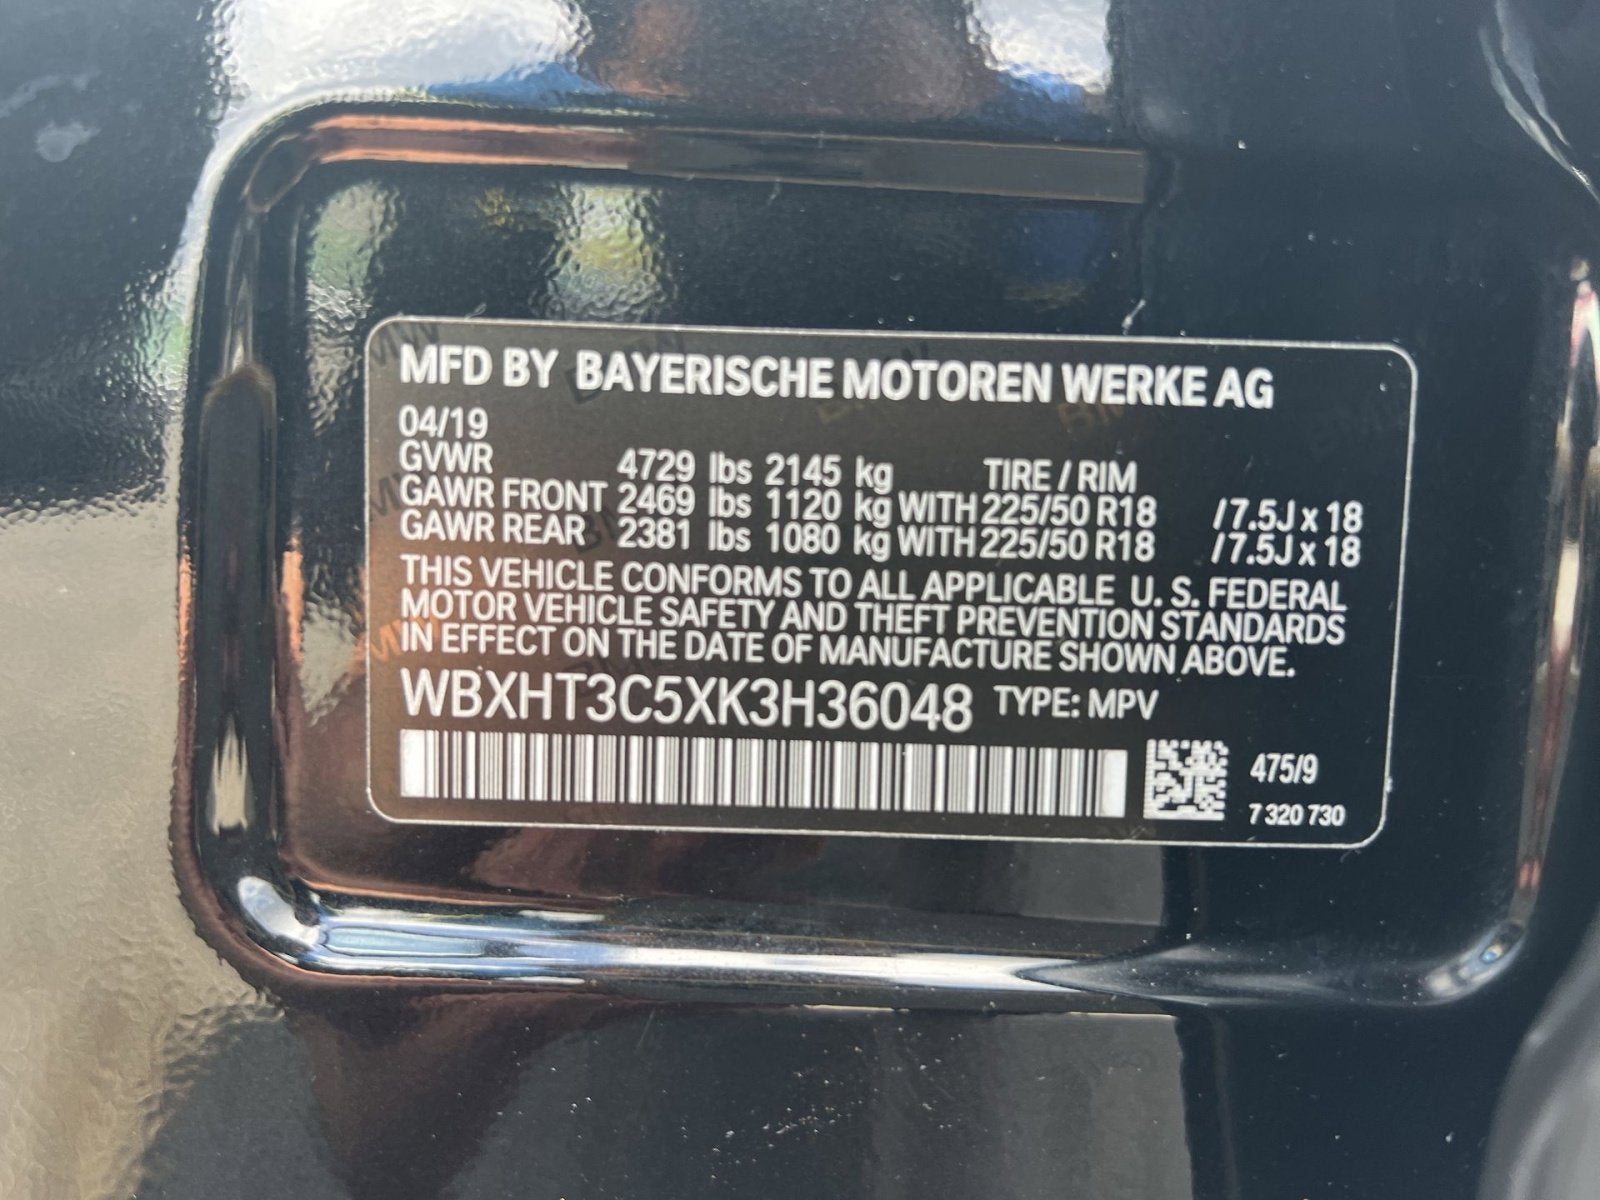 MFD BY BAYERISCHE MOTOREN WERKE AG
04/19
GVWR 4729 lbs 2145 kg TIRE / RIM
GAWR FRONT 2469 lbs 1120 kg WITH 225/50 R18 / 7.5J x 18
GAWR REAR 2381 lbs 1080 kg WITH 225/50 R18 / 7.5J x 18
THIS VEHICLE CONFORMS TO ALL APPLICABLE U. S. FEDERAL
MOTOR VEHICLE SAFETY AND THEFT PREVENTION STANDARDS
IN EFFECT ON THE DATE OF MANUFACTURE SHOWN ABOVE.
WBXHT3C5XK3H36048 TYPE: MPV
475/9
7 320 730